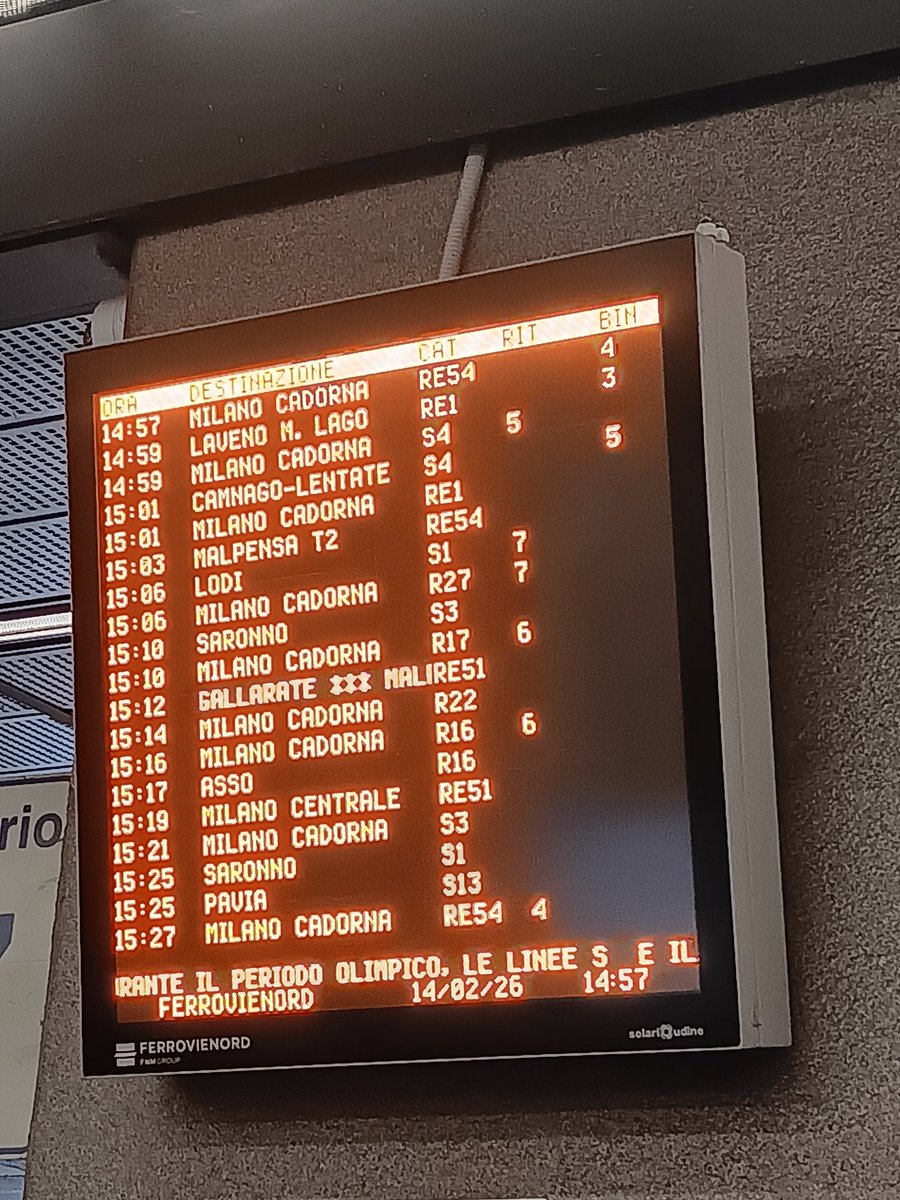 ORA DESTINAZIONE CAT RIT BIN
14:57 MILANO CADORNA RE54 4
14:59 LAVENO M. LAGO RE1 3
14:59 MILANO CADORNA S4 5
15:01 CAMNAGO-LENTATE S4 5
15:01 MILANO CADORNA RE1
15:03 MALPENSA T2 RE54
15:06 LODI S1 7
15:06 MILANO CADORNA R27 7
15:10 SARONNO S3
15:10 MILANO CADORNA R17 6
15:12 GALLARATE *** MALIRE51
15:14 MILANO CADORNA R22
15:16 MILANO CADORNA R16 6
15:17 ASSO R16
15:19 MILANO CENTRALE RE51
15:21 MILANO CADORNA S3
15:25 SARONNO S1
15:25 PAVIA S13
15:27 MILANO CADORNA RE54 4
URANTE IL PERIODO OLIMPICO, LE LINEE S E IL
FERROVIENORD 14/02/26 14:57
FERROVIENORD
FNM GROUP
solari udine
rio